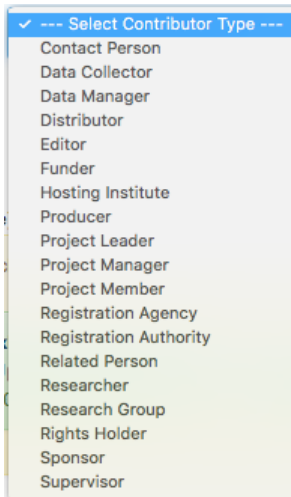 ✓ --- Select Contributor Type ---
Contact Person
Data Collector
Data Manager
Distributor
Editor
Funder
Hosting Institute
Producer
Project Leader
Project Manager
Project Member
Registration Agency
Registration Authority
Related Person
Researcher
Research Group
Rights Holder
Sponsor
Supervisor